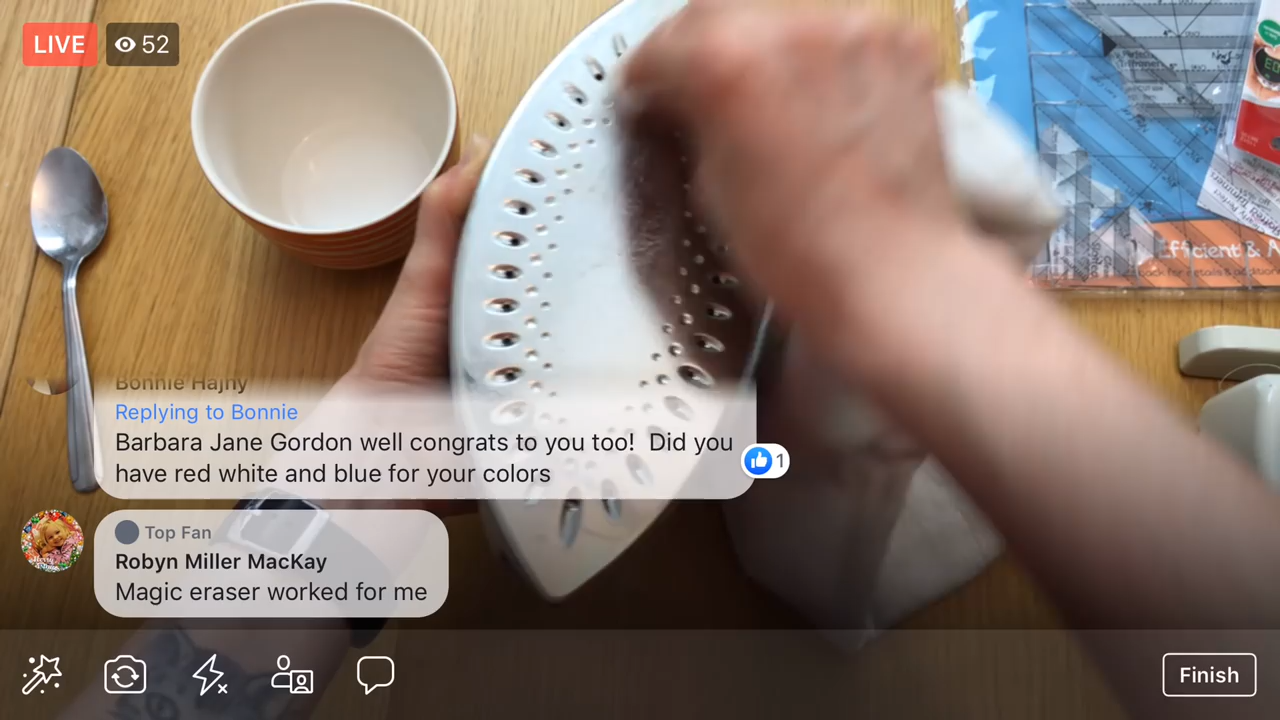 LIVE
52
Bonnie Hajny
Replying to Bonnie
Barbara Jane Gordon well congrats to you too!  Did you
have red white and blue for your colors
1
Top Fan
Robyn Miller MacKay
Magic eraser worked for me
Efficient & A
Finish